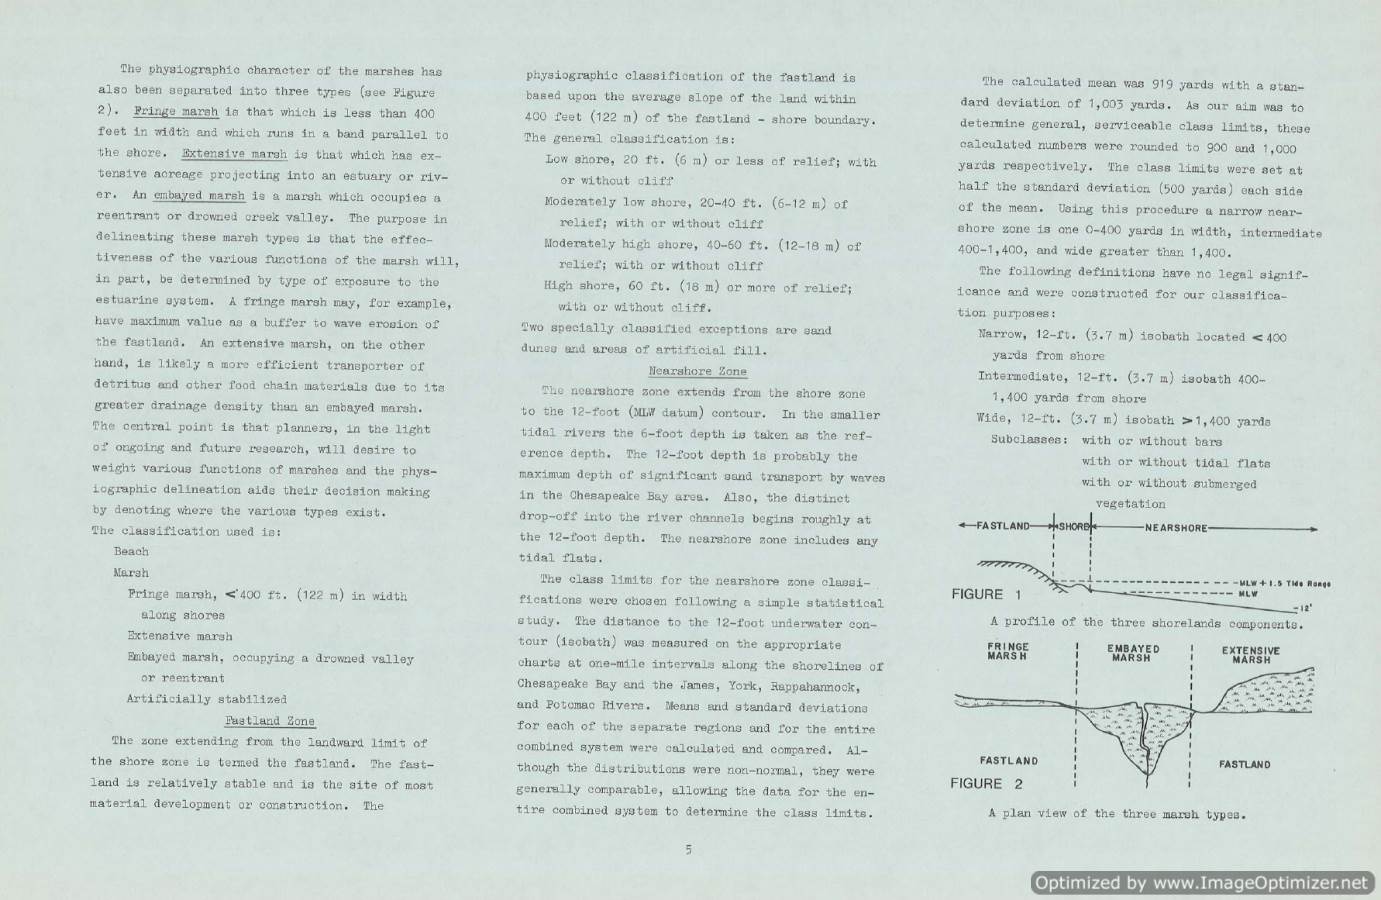 The physiographic character of the marshes has
also been separated into three types (see Figure
2). Fringe marsh is that which is less than 400
feet in width and which runs in a band parallel to
the shore. Extensive marsh is that which has ex-
tensive acreage projecting into an estuary or riv-
er. An embayed marsh is a marsh which occupies a
reentrant or drowned creek valley. The purpose in
delineating these marsh types is that the effec-
tiveness of the various functions of the marsh will,
in part, be determined by type of exposure to the
estuarine system. A fringe marsh may, for example,
have maximum value as a buffer to wave erosion of
the fastland. An extensive marsh, on the other
hand, is likely a more efficient transporter of
detritus and other food chain materials due to its
greater drainage density than an embayed marsh.
The central point is that planners, in the light
of ongoing and future research, will desire to
weight various functions of marshes and the phys-
iographic delineation aids their decision making
by denoting where the various types exist.
The classification used is:
Beach
Marsh
Fringe marsh, < 400 ft. (122 m) in width
along shores
Extensive marsh
Embayed marsh, occupying a drowned valley
or reentrant
Artificially stabilized
Fastland Zone
The zone extending from the landward limit of
the shore zone is termed the fastland. The fast-
land is relatively stable and is the site of most
material development or construction. The
physiographic classification of the fastland is
based upon the average slope of the land within
400 feet (122 m) of the fastland - shore boundary.
The general classification is:
Low shore, 20 ft. (6 m) or less of relief; with
or without cliff
Moderately low shore, 20-40 ft. (6-12 m) of
relief; with or without cliff
Moderately high shore, 40-60 ft. (12-18 m) of
relief; with or without cliff
High shore, 60 ft. (18 m) or more of relief;
with or without cliff.
Two specially classified exceptions are sand
dunes and areas of artificial fill.
Nearshore Zone
The nearshore zone extends from the shore zone
to the 12-foot (MLW datum) contour. In the smaller
tidal rivers the 6-foot depth is taken as the ref-
erence depth. The 12-foot depth is probably the
maximum depth of significant sand transport by waves
in the Chesapeake Bay area. Also, the distinct
drop-off into the river channels begins roughly at
the 12-foot depth. The nearshore zone includes any
tidal flats.
The class limits for the nearshore zone classi-
fications were chosen following a simple statistical
study. The distance to the 12-foot underwater con-
tour (isobath) was measured on the appropriate
charts at one-mile intervals along the shorelines of
Chesapeake Bay and the James, York, Rappahannock,
and Potomac Rivers. Means and standard deviations
for each of the separate regions and for the entire
combined system were calculated and compared. Al-
though the distributions were non-normal, they were
generally comparable, allowing the data for the en-
tire combined system to determine the class limits.
The calculated mean was 919 yards with a stan-
dard deviation of 1,003 yards. As our aim was to
determine general, serviceable class limits, these
calculated numbers were rounded to 900 and 1,000
yards respectively. The class limits were set at
half the standard deviation (500 yards) each side
of the mean. Using this procedure a narrow near-
shore zone is one 0-400 yards in width, intermediate
400-1,400, and wide greater than 1,400.
The following definitions have no legal signif-
icance and were constructed for our classifica-
tion purposes:
Narrow, 12-ft. (3.7 m) isobath located < 400
yards from shore
Intermediate, 12-ft. (3.7 m) isobath 400-
1,400 yards from shore
Wide, 12-ft. (3.7 m) isobath > 1,400 yards
Subclasses: with or without bars
with or without tidal flats
with or without submerged
vegetation
FASTLAND SHORE NEARSHORE
MLW + 1.5 Tide Range
MLW
-12'
FIGURE 1
A profile of the three shorelands components.
FRINGE MARSH EMBAYED MARSH EXTENSIVE MARSH
FASTLAND FASTLAND
FIGURE 2
A plan view of the three marsh types.
5
Optimized by www.ImageOptimizer.net